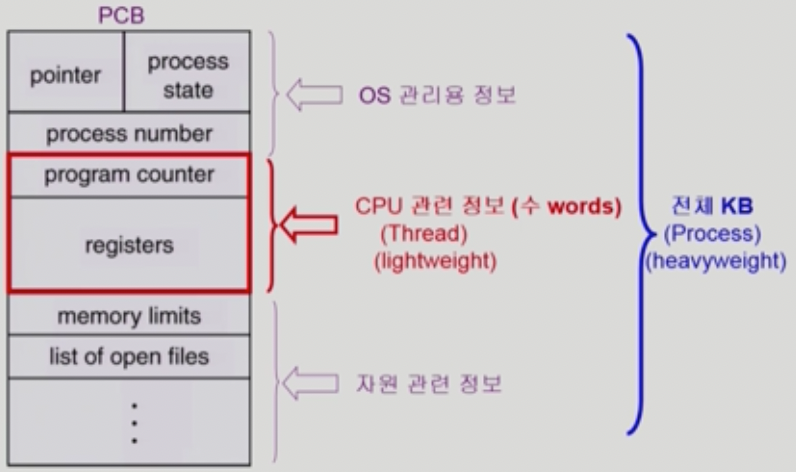 PCB
pointer
process
state
process number
program counter
registers
memory limits
list of open files
OS 관리용 정보
CPU 관련 정보 (수 words)
(Thread)
(lightweight)
자원 관련 정보
전체 KB
(Process)
(heavyweight)